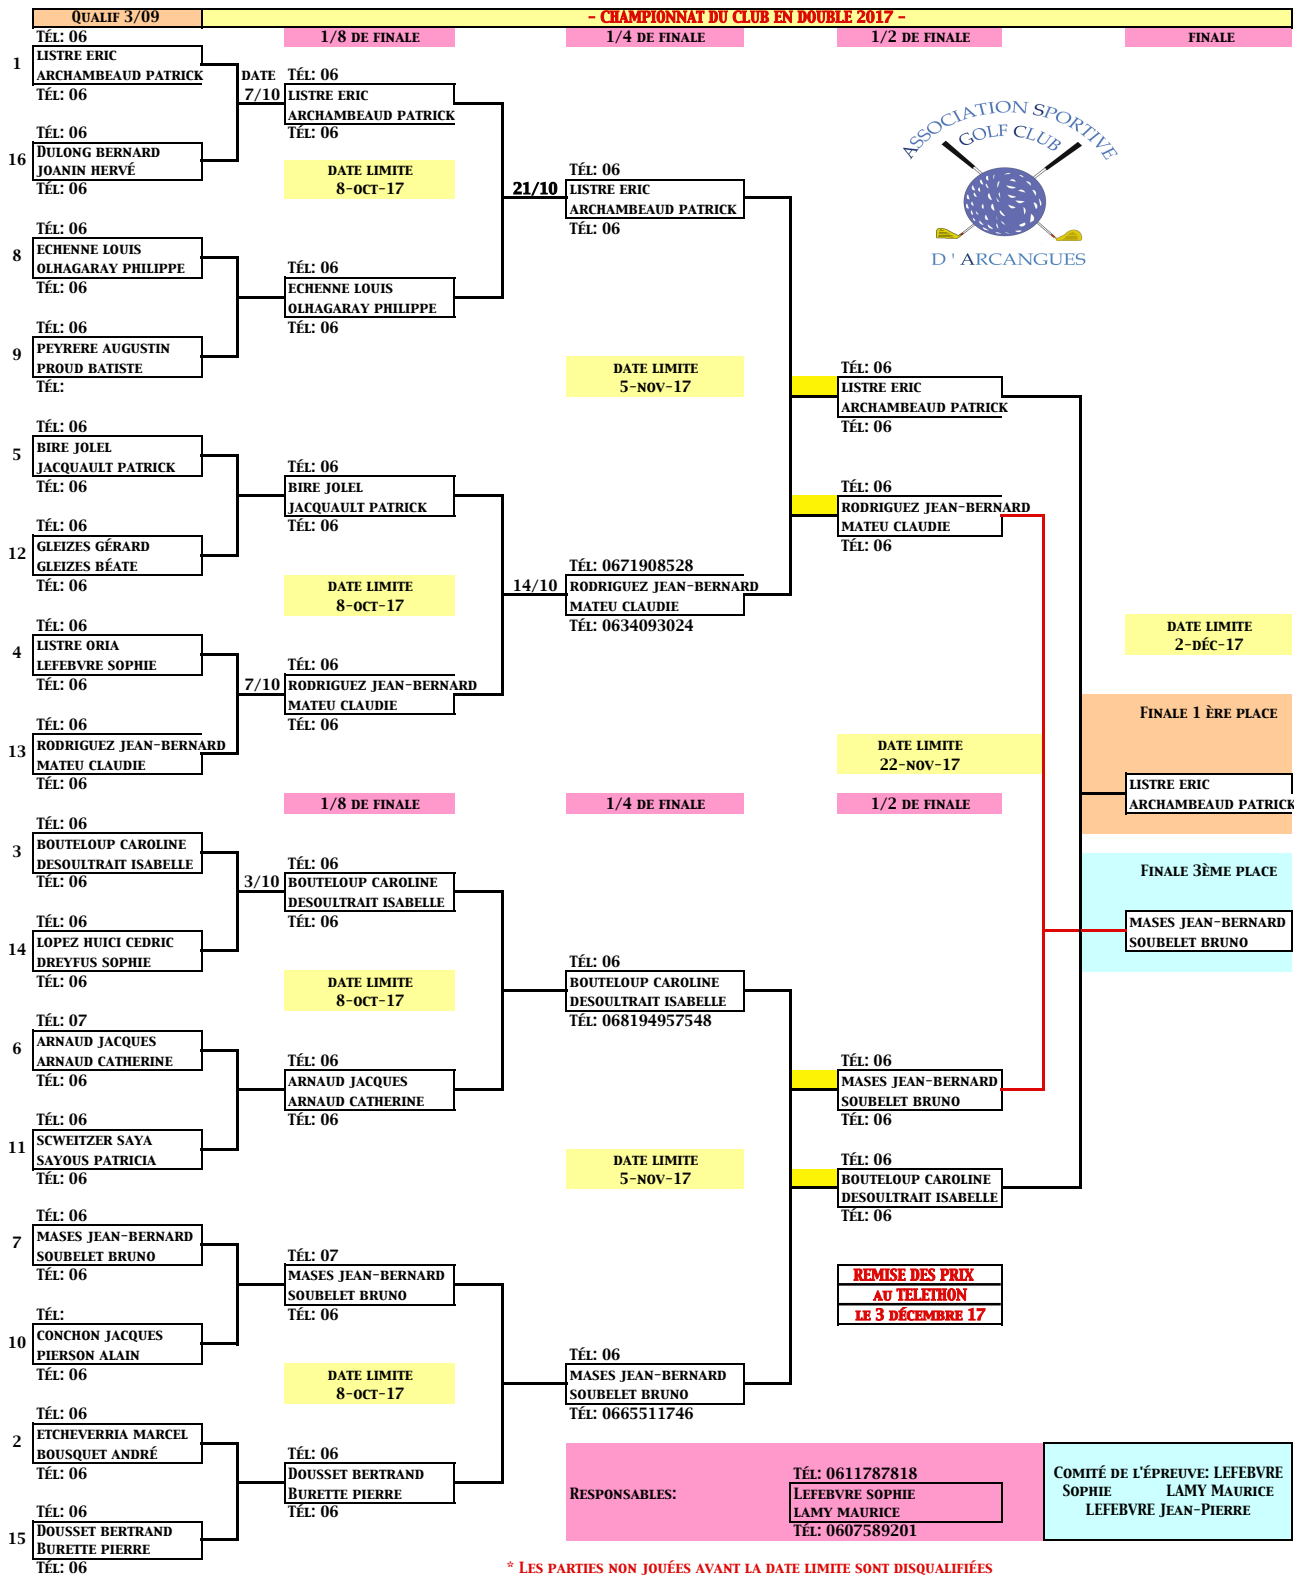 Qualif 3/09
- CHAMPIONNAT DU CLUB EN DOUBLE 2017 -
Tél: 06
1/8 de finale
1/4 de finale
1/2 de finale
finale
1
LISTRE ERIC
ARCHAMBEAUD PATRICK
Tél: 06
date
7/10
Tél: 06
LISTRE ERIC
ARCHAMBEAUD PATRICK
Tél: 06
Tél: 06
16
Dulong Bernard
joanin hervé
Tél: 06
date limite
8-oct-17
21/10
Tél: 06
LISTRE ERIC
ARCHAMBEAUD PATRICK
Tél: 06
Association Sportive
Golf Club
d ' Arcangues
Tél: 06
8
echenne louis
olhagaray philippe
Tél: 06
Tél: 06
echenne louis
olhagaray philippe
Tél: 06
Tél: 06
9
peyrere augustin
proud batiste
Tél:
date limite
5-nov-17
Tél: 06
LISTRE ERIC
ARCHAMBEAUD PATRICK
Tél: 06
Tél: 06
5
bire jolel
jacquault patrick
Tél: 06
Tél: 06
bire jolel
jacquault patrick
Tél: 06
Tél: 06
rodriguez jean-bernard
mateu claudie
Tél: 06
Tél: 06
12
gleizes gérard
gleizes béate
Tél: 06
date limite
8-oct-17
14/10
Tél: 0671908528
rodriguez jean-bernard
mateu claudie
Tél: 0634093024
Tél: 06
4
listre oria
lefebvre sophie
Tél: 06
7/10
Tél: 06
rodriguez jean-bernard
mateu claudie
Tél: 06
date limite
2-déc-17
Finale 1 ère place
Tél: 06
13
rodriguez jean-bernard
mateu claudie
Tél: 06
date limite
22-nov-17
LISTRE ERIC
ARCHAMBEAUD PATRICK
1/8 de finale
1/4 de finale
1/2 de finale
Tél: 06
3
bouteloup caroline
desoultrait isabelle
Tél: 06
3/10
Tél: 06
bouteloup caroline
desoultrait isabelle
Tél: 06
Finale 3ème place
mases jean-bernard
soubelet bruno
Tél: 06
14
lopez huici cedric
dreyfus sophie
Tél: 06
date limite
8-oct-17
Tél: 06
bouteloup caroline
desoultrait isabelle
Tél: 068194957548
Tél: 07
6
arnaud jacques
arnaud catherine
Tél: 06
Tél: 06
arnaud jacques
arnaud catherine
Tél: 06
Tél: 06
mases jean-bernard
soubelet bruno
Tél: 06
Tél: 06
11
scweitzer saya
sayous patricia
Tél: 06
date limite
5-nov-17
Tél: 06
bouteloup caroline
desoultrait isabelle
Tél: 06
Tél: 06
7
mases jean-bernard
soubelet bruno
Tél: 06
Tél: 07
mases jean-bernard
soubelet bruno
Tél: 06
REMISE DES PRIX
au TELETHON
le 3 décembre 17
Tél:
10
conchon jacques
pierson alain
Tél: 06
date limite
8-oct-17
Tél: 06
mases jean-bernard
soubelet bruno
Tél: 0665511746
Tél: 06
2
etcheverria marcel
bousquet andré
Tél: 06
Tél: 06
Dousset bertrand
Burette pierre
Tél: 06
Responsables:
Tél: 0611787818
Lefebvre sophie
lamy maurice
Tél: 0607589201
Comité de l'épreuve: LEFEBVRE
Sophie LAMY Maurice
LEFEBVRE Jean-Pierre
Tél: 06
15
Dousset bertrand
Burette pierre
Tél: 06
* Les parties non jouées avant la date limite sont disqualifiées